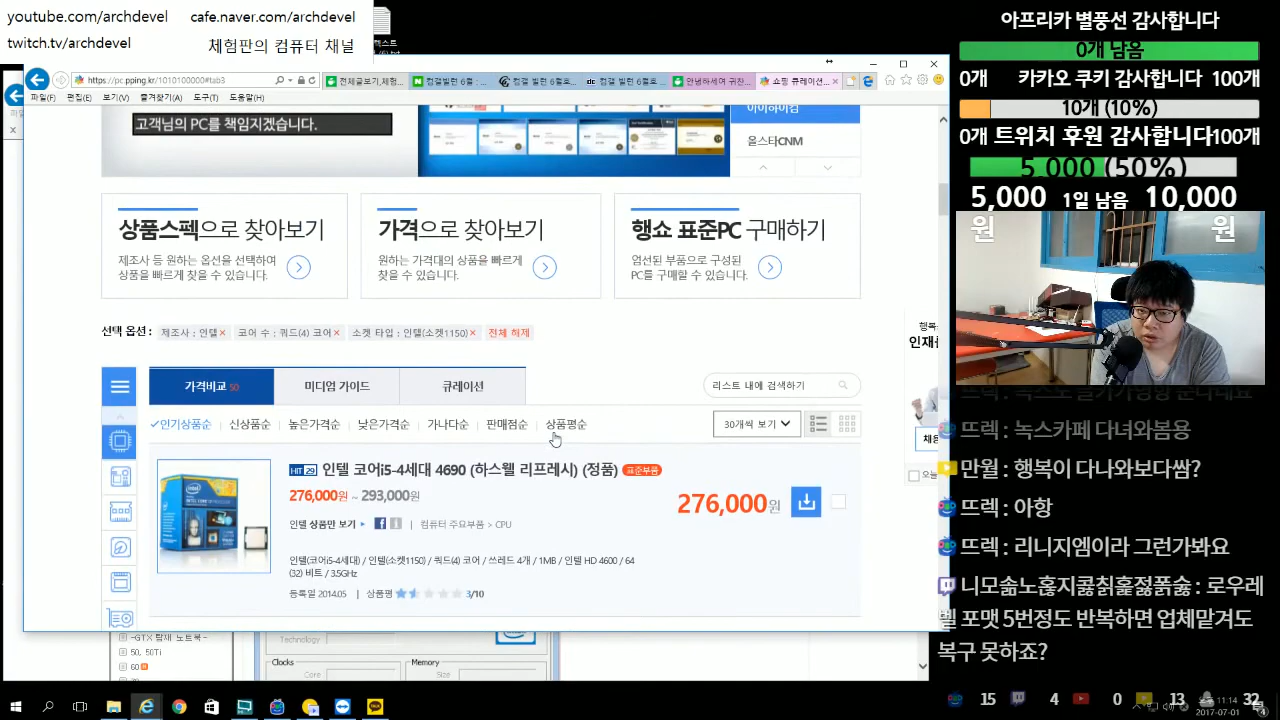 youtube.com/archdevel
cafe.naver.com/archdevel
twitch.tv/archdevel
체험판의 컴퓨터 채널
https://pc.pping.kr/1010100000#tab3
파일(F) 편집(E) 보기(V) 즐겨찾기(A) 도구(T) 도움말(H)
고객님의 PC를 책임지겠습니다.
아이하이컴
올스타CNM
상품스펙으로 찾아보기
제조사 등 원하는 옵션을 선택하여
상품을 빠르게 찾을 수 있습니다.
가격으로 찾아보기
원하는 가격대의 상품을 빠르게
찾을 수 있습니다.
행쇼 표준PC 구매하기
엄선된 부품으로 구성된
PC를 구매할 수 있습니다.
선택 옵션 : 제조사 : 인텔× 코어 수 : 쿼드(4) 코어× 소켓 타입 : 인텔(소켓1150)× 전체 해제
가격비교 50 미디엄 가이드 큐레이션
리스트 내에 검색하기
인기상품순 신상품순 높은가격순 낮은가격순 가나다순 판매점순 상품평순
30개씩 보기
HIT 29 인텔 코어i5-4세대 4690 (하스웰 리프레시) (정품) 표준부품
276,000원 ~ 293,000원
276,000원
인텔 상품만 보기 | 컴퓨터 주요부품 > CPU
인텔(코어i5-4세대) / 인텔(소켓1150) / 쿼드(4) 코어 / 쓰레드 4개 / 1MB / 인텔 HD 4600 / 64
(32) 비트 / 3.5GHz
등록일 2014.05 | 상품평 3/10
-GTX 탑재 노트북-
50, 50Ti
60
Technology
Clocks
Memory
Core
Size
아프리카 별풍선 감사합니다
0개 남음
0개 카카오 쿠키 감사합니다 100개
10개 (10%)
0개 트위치 후원 감사합니다 100개
5,000 (50%)
5,000 1일 남음 10,000
원 원
뜨렉 : 녹스카페 다녀와봄용
만월 : 행복이 다나와보다쌈?
뜨렉 : 아항
뜨렉 : 리니지엠이라 그런가봐요
로우레
벨 포맷 5번정도 반복하면 업체맡겨도
복구 못하죠?
15 4 0 13 32
오후 11:14
2017-07-01